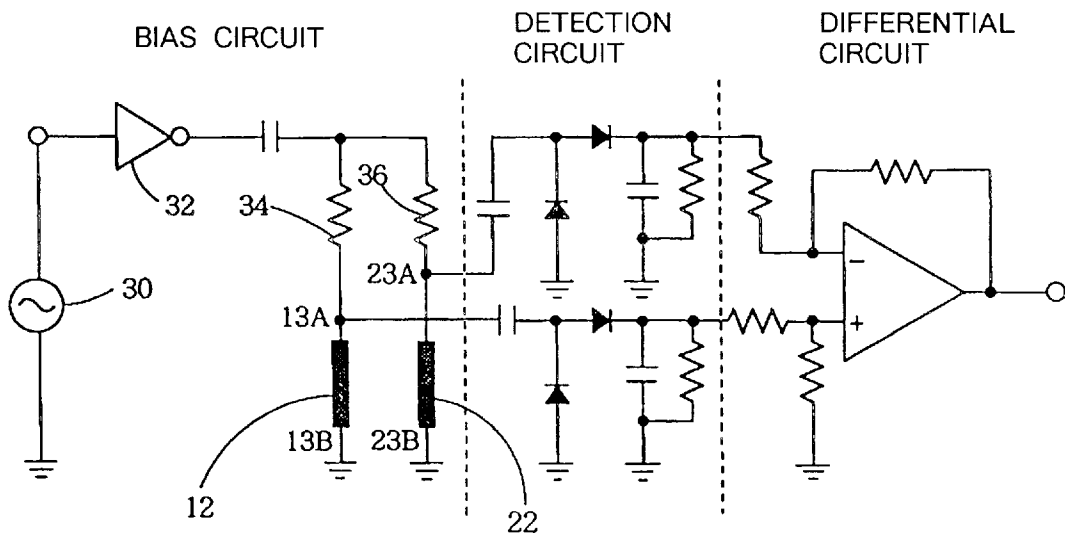 BIAS CIRCUIT
DETECTION
CIRCUIT
DIFFERENTIAL
CIRCUIT
32
34
36
30
23A
13A
13B
23B
12
22
−
+